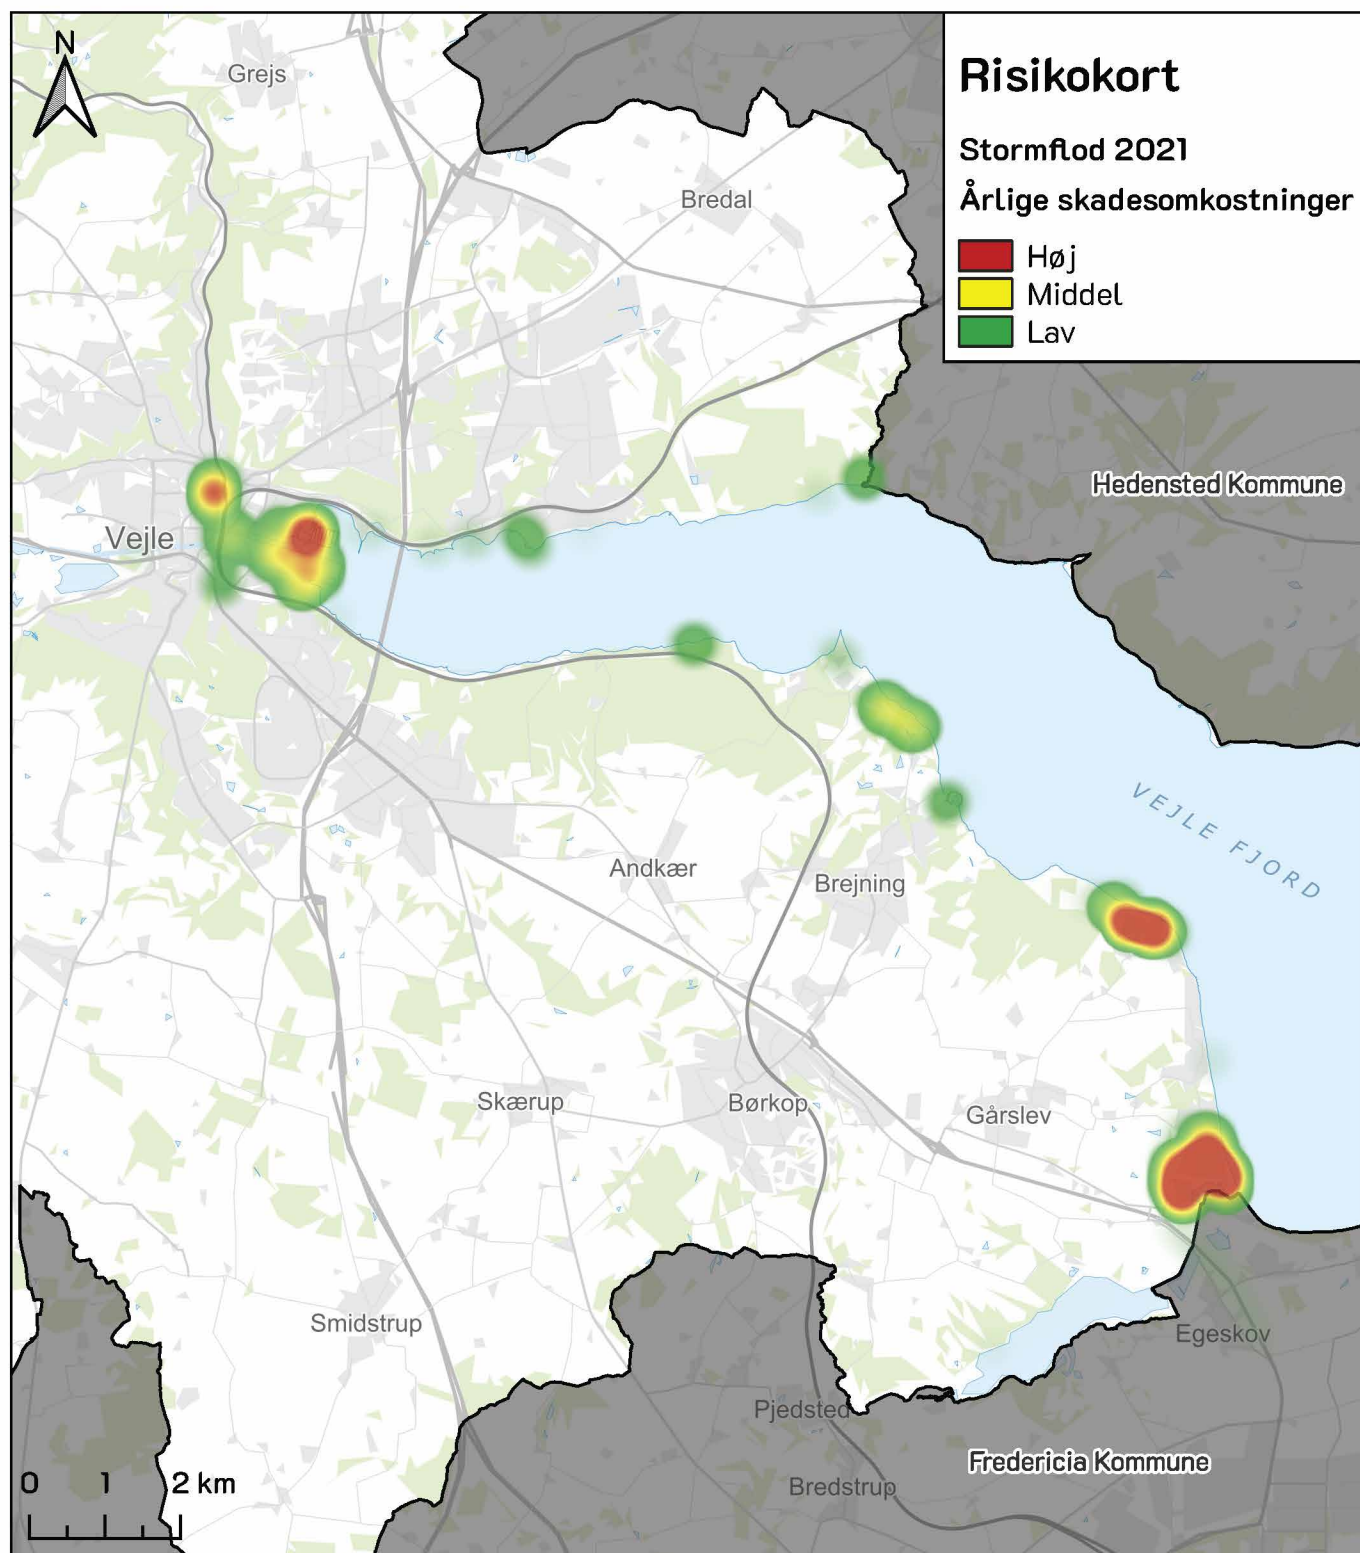 N
Grejs
Risikokort
Stormflod 2021
Bredal
Årlige skadesomkostninger
Høj
Middel
Lav
Hedensted Kommune
Vejle
VEJLE FJORD
Andkær
Brejning
Skærup
Børkop
Gårslev
Smidstrup
Egeskov
Pjedsted
Fredericia Kommune
0 1 2 km
Bredstrup